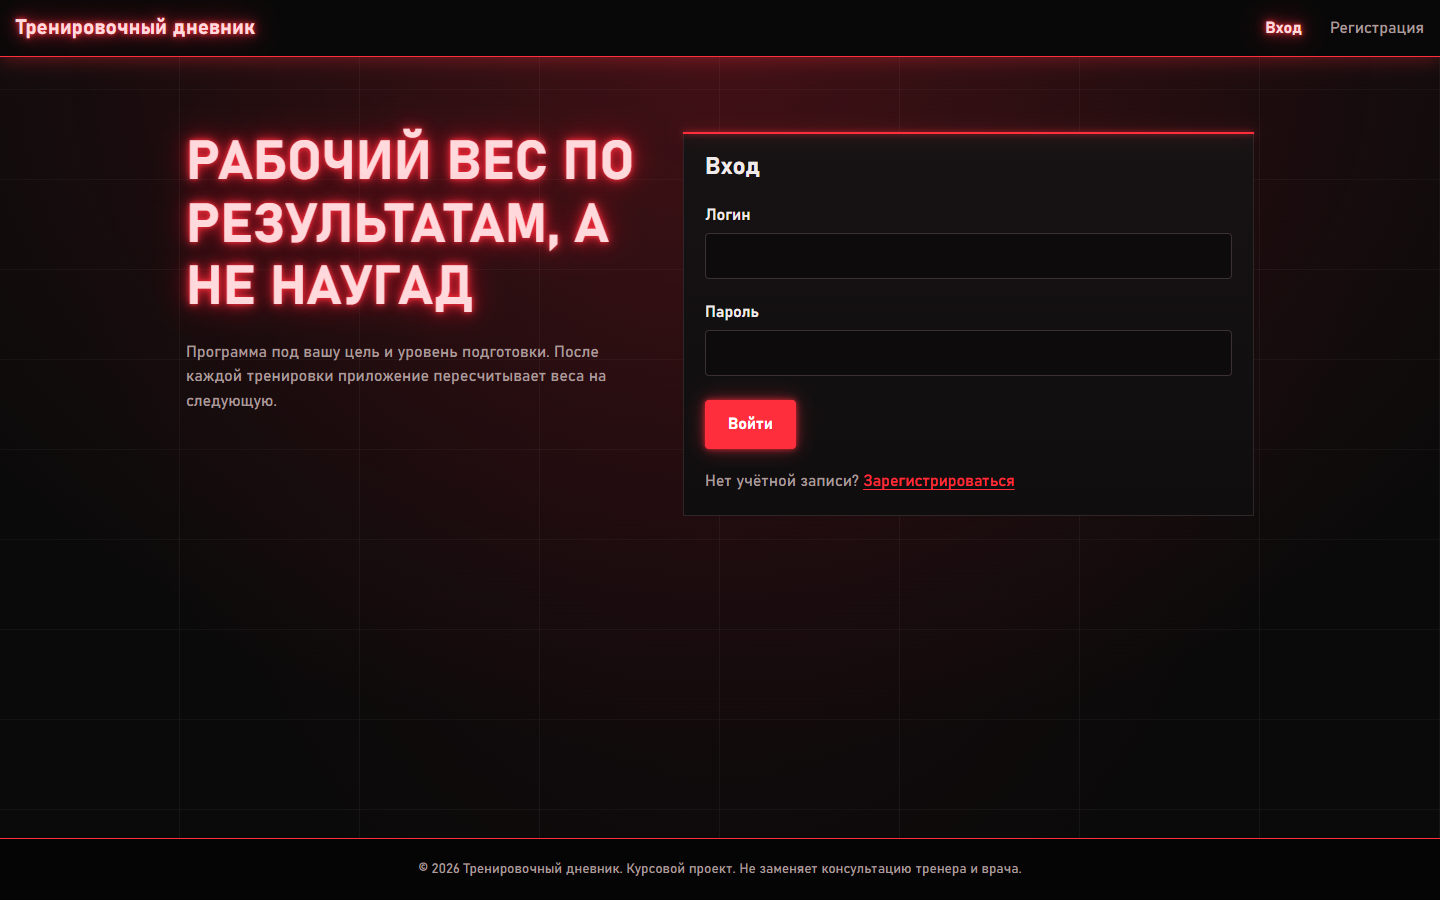 Тренировочный дневник
Вход
Регистрация
РАБОЧИЙ ВЕС ПО
РЕЗУЛЬТАТАМ, А
НЕ НАУГАД
Программа под вашу цель и уровень подготовки. После
каждой тренировки приложение пересчитывает веса на
следующую.
Вход
Логин
Пароль
Войти
Нет учётной записи? Зарегистрироваться
© 2026 Тренировочный дневник. Курсовой проект. Не заменяет консультацию тренера и врача.